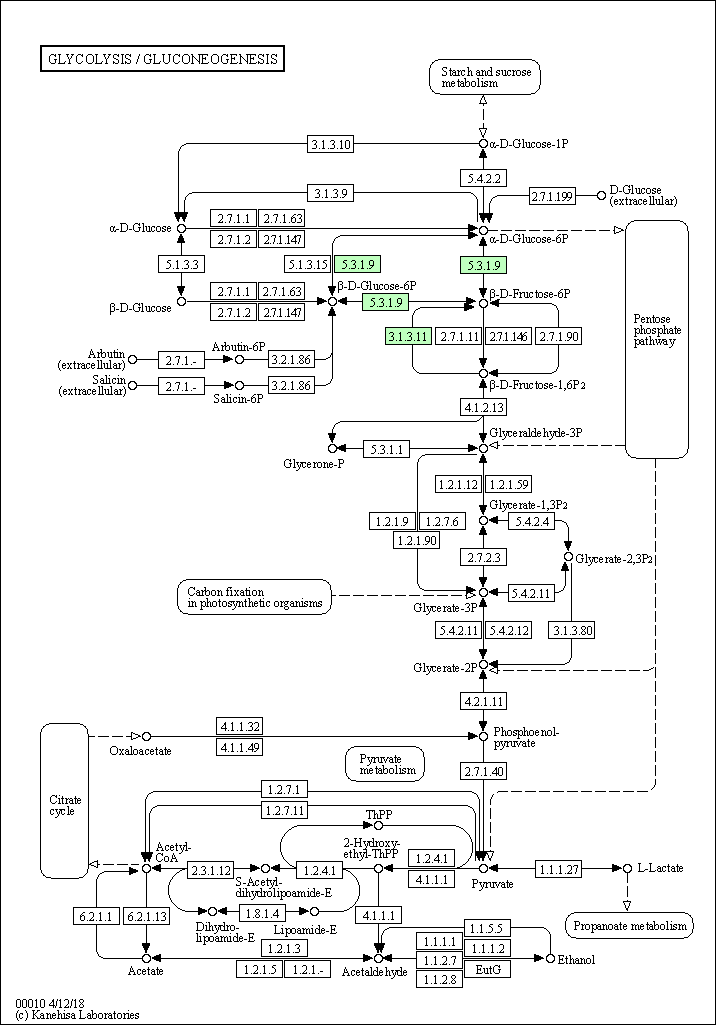 GLYCOLYSIS / GLUCONEOGENESIS
Starch and sucrose
metabolism
3.1.3.10
α-D-Glucose-1P
5.4.2.2
3.1.3.9
2.7.1.199
D-Glucose
(extracellular)
α-D-Glucose
2.7.1.1
2.7.1.63
2.7.1.2
2.7.1.147
α-D-Glucose-6P
5.1.3.3
5.1.3.15
5.3.1.9
5.3.1.9
β-D-Glucose
2.7.1.1
2.7.1.63
2.7.1.2
2.7.1.147
β-D-Glucose-6P
5.3.1.9
β-D-Fructose-6P
Pentose
phosphate
pathway
3.1.3.11
2.7.1.11
2.7.1.146
2.7.1.90
Arbutin
(extracellular)
2.7.1.-
Arbutin-6P
3.2.1.86
Salicin
(extracellular)
2.7.1.-
Salicin-6P
3.2.1.86
β-D-Fructose-1,6P2
4.1.2.13
Glyceraldehyde-3P
Glycerone-P
5.3.1.1
1.2.1.12
1.2.1.59
Glycerate-1,3P2
1.2.1.9
1.2.7.6
1.2.1.90
5.4.2.4
2.7.2.3
Glycerate-2,3P2
Carbon fixation
in photosynthetic organisms
Glycerate-3P
5.4.2.11
5.4.2.11
5.4.2.12
3.1.3.80
Glycerate-2P
4.2.1.11
4.1.1.32
4.1.1.49
Oxaloacetate
Phosphoenol-
pyruvate
Citrate
cycle
Pyruvate
metabolism
2.7.1.40
1.2.7.1
1.2.7.11
ThPP
Acetyl-
CoA
2-Hydroxy-
ethyl-ThPP
2.3.1.12
S-Acetyl-
dihydrolipoamide-E
1.2.4.1
1.2.4.1
4.1.1.1
Pyruvate
1.1.1.27
L-Lactate
6.2.1.1
6.2.1.13
Dihydro-
lipoamide-E
1.8.1.4
Lipoamide-E
4.1.1.1
Propanoate metabolism
Acetate
1.2.1.3
1.2.1.5
1.2.1.-
Acetaldehyde
1.1.5.5
1.1.1.1
1.1.1.2
1.1.2.7
1.1.2.8
EutG
Ethanol
00010 4/12/18
(c) Kanehisa Laboratories